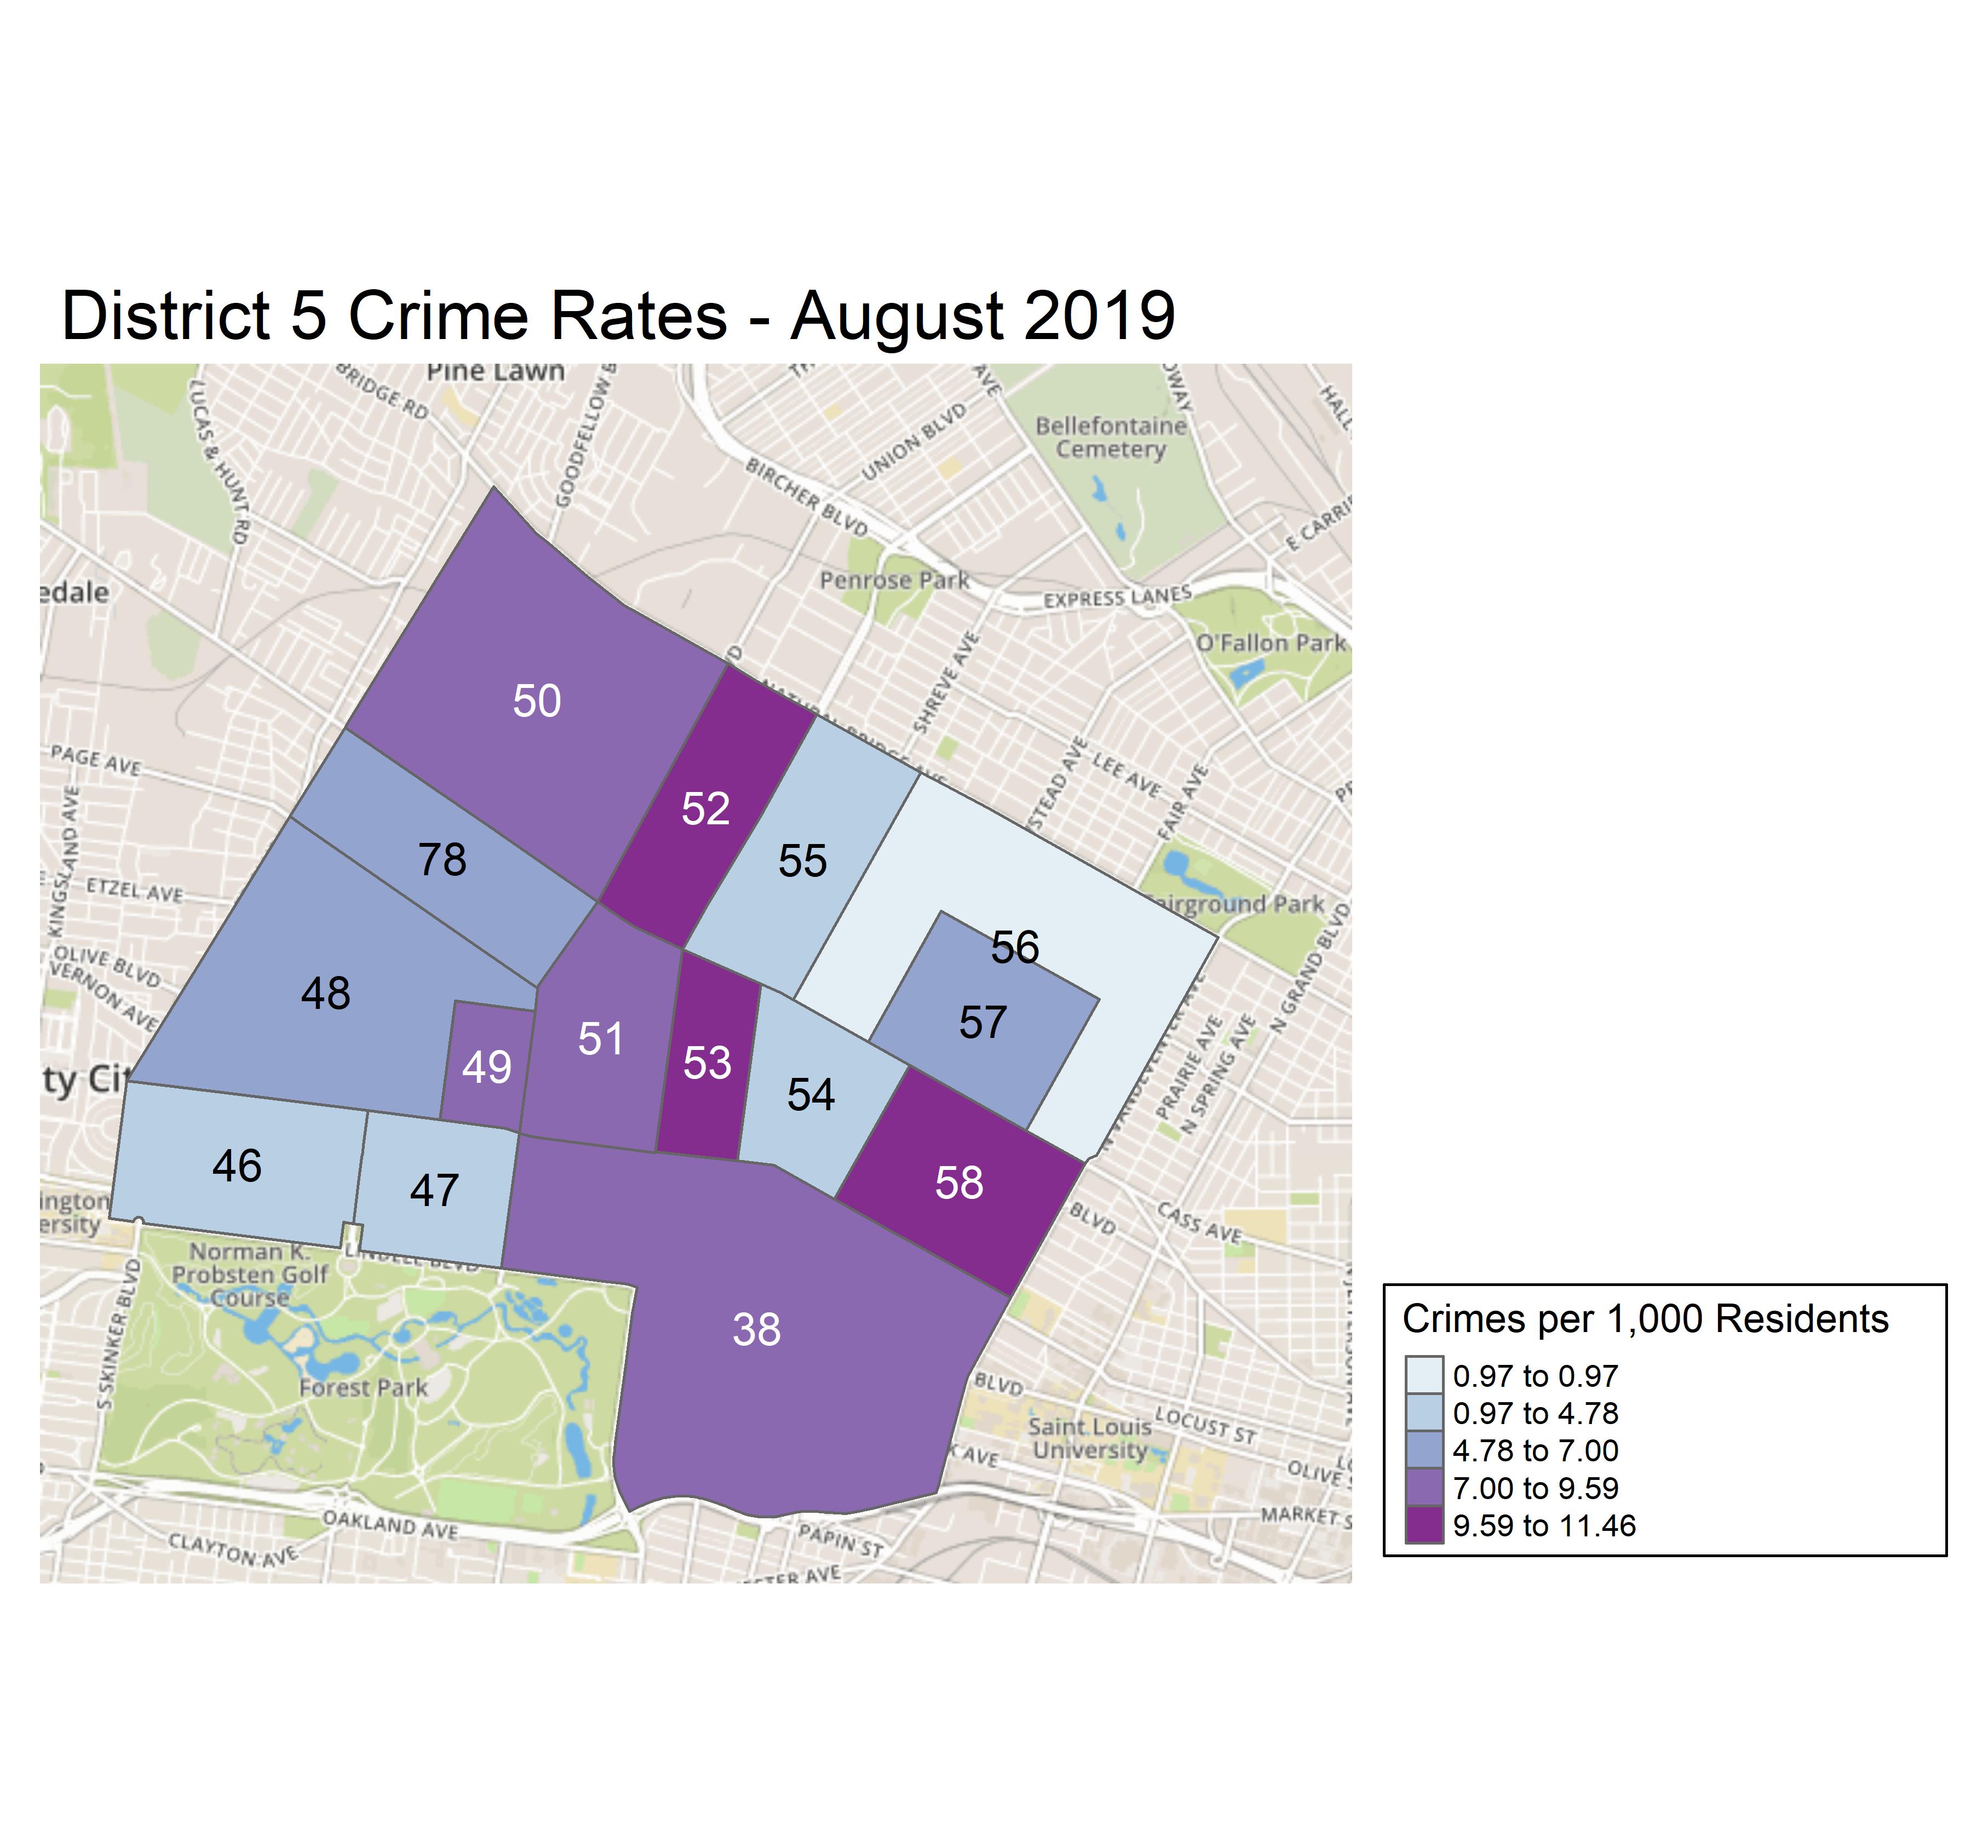 District 5 Crime Rates - August 2019
Pine Lawn
BRIDGE RD
LUCAS & HUNT RD
GOODFELLOW B
UNION BLVD
AVE
Bellefontaine
Cemetery
BIRCHER BLVD
E CARRI
edale
Penrose Park
EXPRESS LANES
O'Fallon Park
SHREVE AVE
NATURAL BRIDGE AVE
50
PAGE AVE
52
55
STEAD AVE
LEE AVE
FAIR AVE
KINGSLAND AVE
78
ETZEL AVE
airground Park
56
57
N GRAND BLVD
OLIVE BLVD
VERNON AVE
48
51
49
53
54
N VANDEVENTER AVE
PRAIRIE AVE
N SPRING AVE
ty Cit
46
47
58
ington
ersity
BLVD
CASS AVE
LINDELL BLVD
Norman K.
Probsten Golf
Course
S SKINKER BLVD
38
Forest Park
BLVD
Saint Louis
University
LOCUST ST
K AVE
OLIVE
MARKET S
OAKLAND AVE
CLAYTON AVE
PAPIN ST
ESTER AVE
Crimes per 1,000 Residents
0.97 to 0.97
0.97 to 4.78
4.78 to 7.00
7.00 to 9.59
9.59 to 11.46